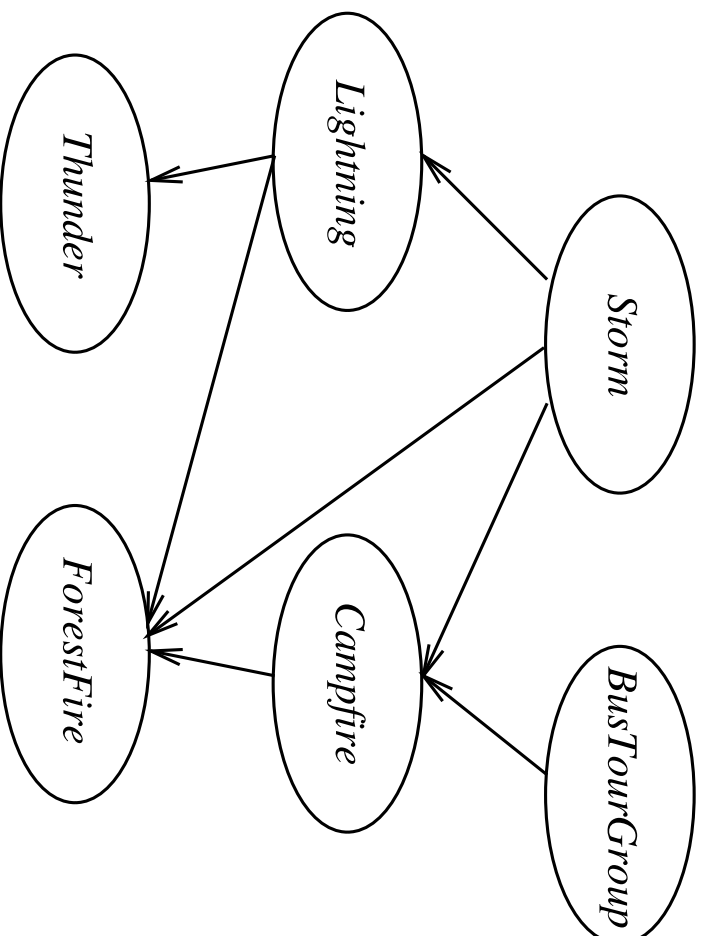 Storm
BusTourGroup
Lightning
Campfire
Thunder
ForestFire